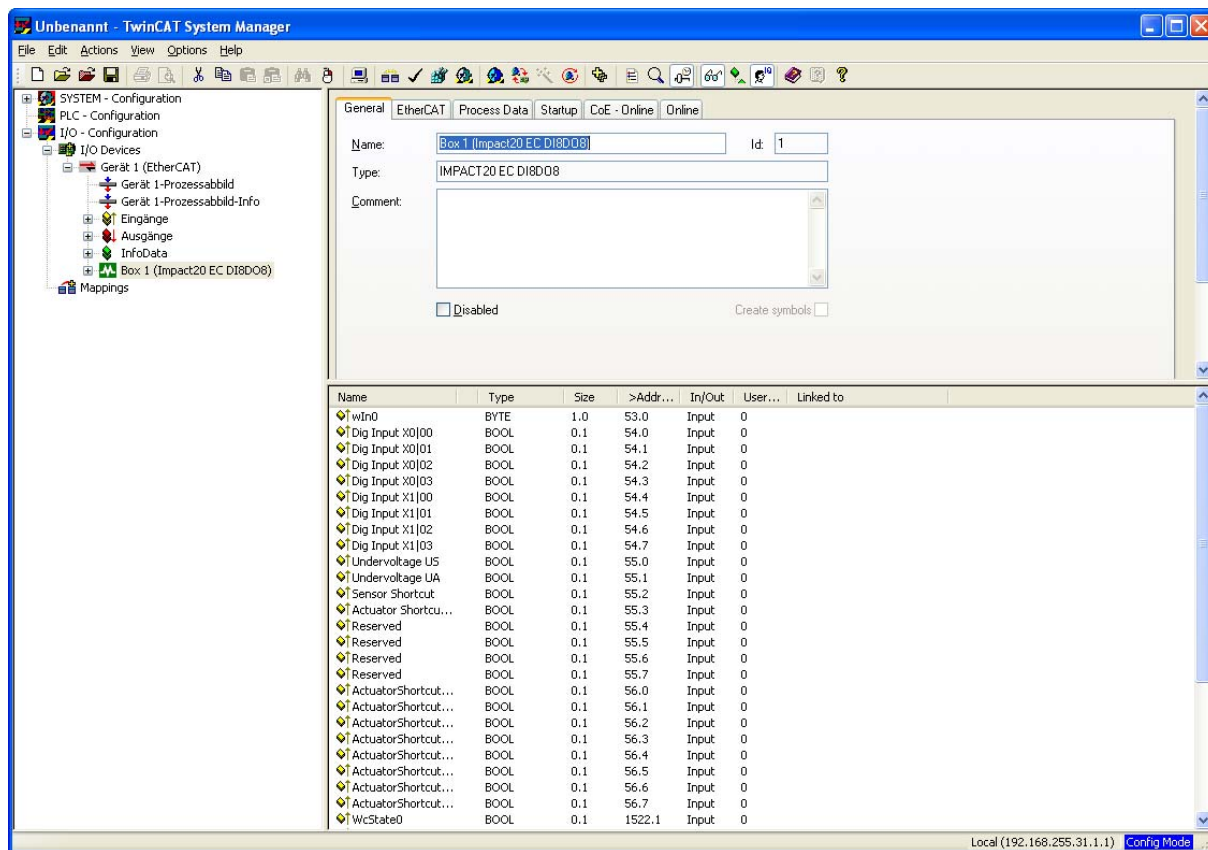 Unbenannt - TwinCAT System Manager
File Edit Actions View Options Help
SYSTEM - Configuration
PLC - Configuration
I/O - Configuration
I/O Devices
Gerät 1 (EtherCAT)
Gerät 1-Prozessabbild
Gerät 1-Prozessabbild-Info
Eingänge
Ausgänge
InfoData
Box 1 (Impact20 EC DI8DO8)
Mappings
General EtherCAT Process Data Startup CoE - Online Online
Name: Box 1 (Impact20 EC DI8DO8) Id: 1
Type: IMPACT20 EC DI8DO8
Comment:
Disabled Create symbols
Name Type Size >Addr... In/Out User... Linked to
wIn0 BYTE 1.0 53.0 Input 0
Dig Input X0|00 BOOL 0.1 54.0 Input 0
Dig Input X0|01 BOOL 0.1 54.1 Input 0
Dig Input X0|02 BOOL 0.1 54.2 Input 0
Dig Input X0|03 BOOL 0.1 54.3 Input 0
Dig Input X1|00 BOOL 0.1 54.4 Input 0
Dig Input X1|01 BOOL 0.1 54.5 Input 0
Dig Input X1|02 BOOL 0.1 54.6 Input 0
Dig Input X1|03 BOOL 0.1 54.7 Input 0
Undervoltage US BOOL 0.1 55.0 Input 0
Undervoltage UA BOOL 0.1 55.1 Input 0
Sensor Shortcut BOOL 0.1 55.2 Input 0
Actuator Shortcu... BOOL 0.1 55.3 Input 0
Reserved BOOL 0.1 55.4 Input 0
Reserved BOOL 0.1 55.5 Input 0
Reserved BOOL 0.1 55.6 Input 0
Reserved BOOL 0.1 55.7 Input 0
ActuatorShortcut... BOOL 0.1 56.0 Input 0
ActuatorShortcut... BOOL 0.1 56.1 Input 0
ActuatorShortcut... BOOL 0.1 56.2 Input 0
ActuatorShortcut... BOOL 0.1 56.3 Input 0
ActuatorShortcut... BOOL 0.1 56.4 Input 0
ActuatorShortcut... BOOL 0.1 56.5 Input 0
ActuatorShortcut... BOOL 0.1 56.6 Input 0
ActuatorShortcut... BOOL 0.1 56.7 Input 0
WcState0 BOOL 0.1 1522.1 Input 0
Local (192.168.255.31.1.1) Config Mode